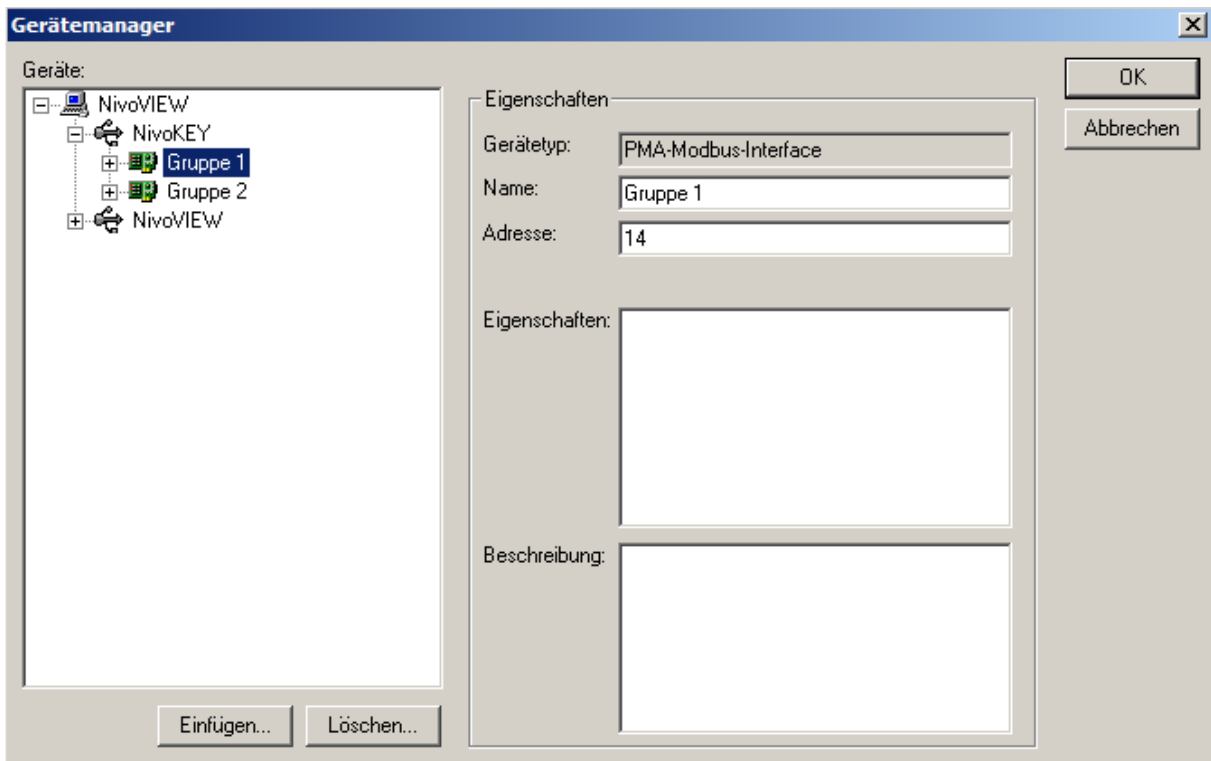 Gerätemanager
Geräte:
NivoVIEW
NivoKEY
Gruppe 1
Gruppe 2
NivoVIEW
Einfügen...
Löschen...
Eigenschaften
Gerätetyp: PMA-Modbus-Interface
Name: Gruppe 1
Adresse: 14
Eigenschaften:
Beschreibung:
OK
Abbrechen